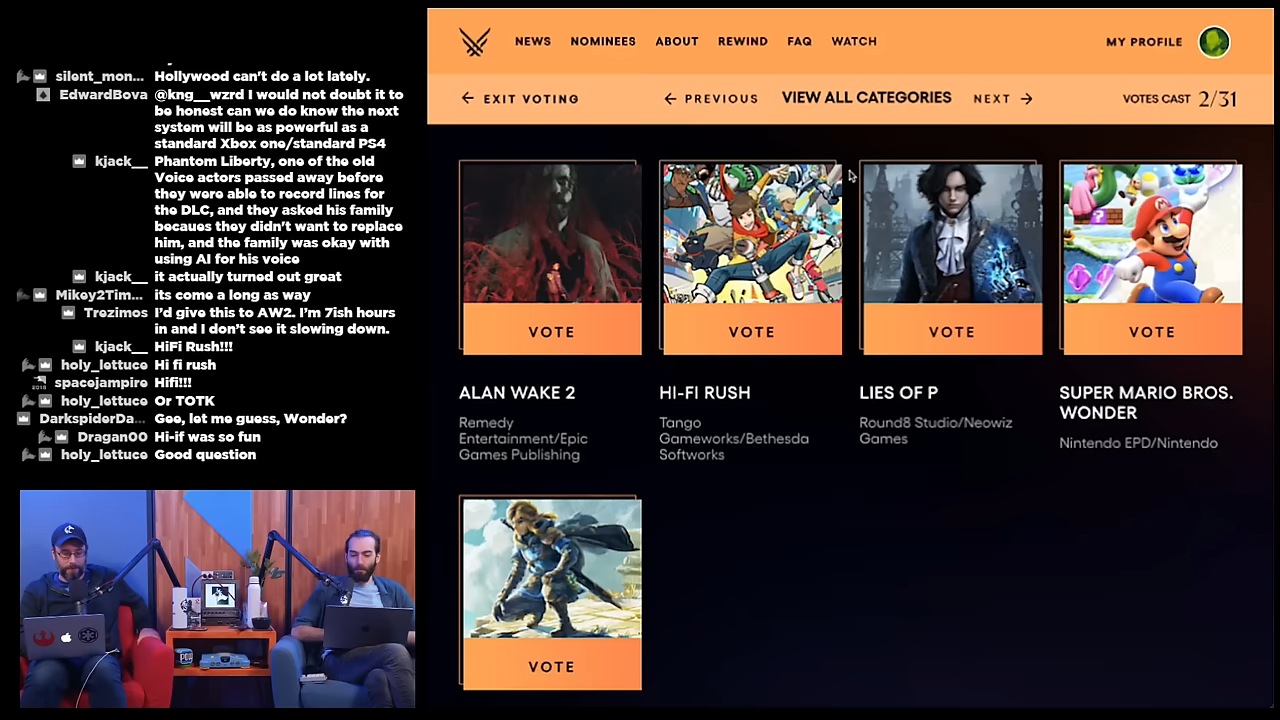 silent_mon... Hollywood can't do a lot lately.
EdwardBova @kng__wzrd I would not doubt it to
be honest can we do know the next
system will be as powerful as a
standard Xbox one/standard PS4
kjack__ Phantom Liberty, one of the old
Voice actors passed away before
they were able to record lines for
the DLC, and they asked his family
becaues they didn't want to replace
him, and the family was okay with
using AI for his voice
kjack__ it actually turned out great
Mikey2Tim... its come a long as way
Trezimos I'd give this to AW2. I'm 7ish hours
in and I don't see it slowing down.
kjack__ HiFi Rush!!!
holy_lettuce Hi fi rush
spacejampire Hifi!!!
holy_lettuce Or TOTK
DarkspiderDa... Gee, let me guess, Wonder?
Dragan00 Hi-if was so fun
holy_lettuce Good question
NEWS NOMINEES ABOUT REWIND FAQ WATCH MY PROFILE
← EXIT VOTING ← PREVIOUS VIEW ALL CATEGORIES NEXT → VOTES CAST 2/31
VOTE VOTE VOTE VOTE
ALAN WAKE 2
Remedy
Entertainment/Epic
Games Publishing
HI-FI RUSH
Tango
Gameworks/Bethesda
Softworks
LIES OF P
Round8 Studio/Neowiz
Games
SUPER MARIO BROS.
WONDER
Nintendo EPD/Nintendo
VOTE